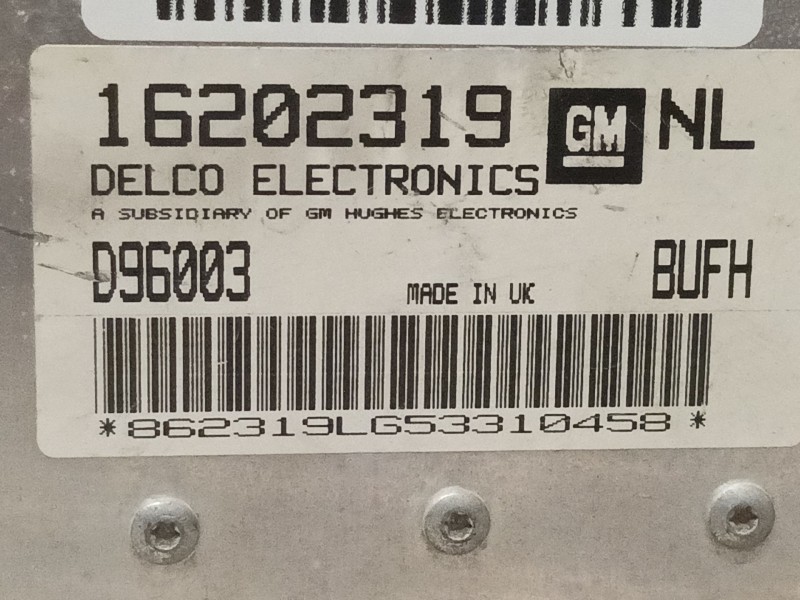 16202319 GM NL
DELCO ELECTRONICS
A SUBSIDIARY OF GM HUGHES ELECTRONICS
D96003 MADE IN UK BUFH
*862319LG53310458*